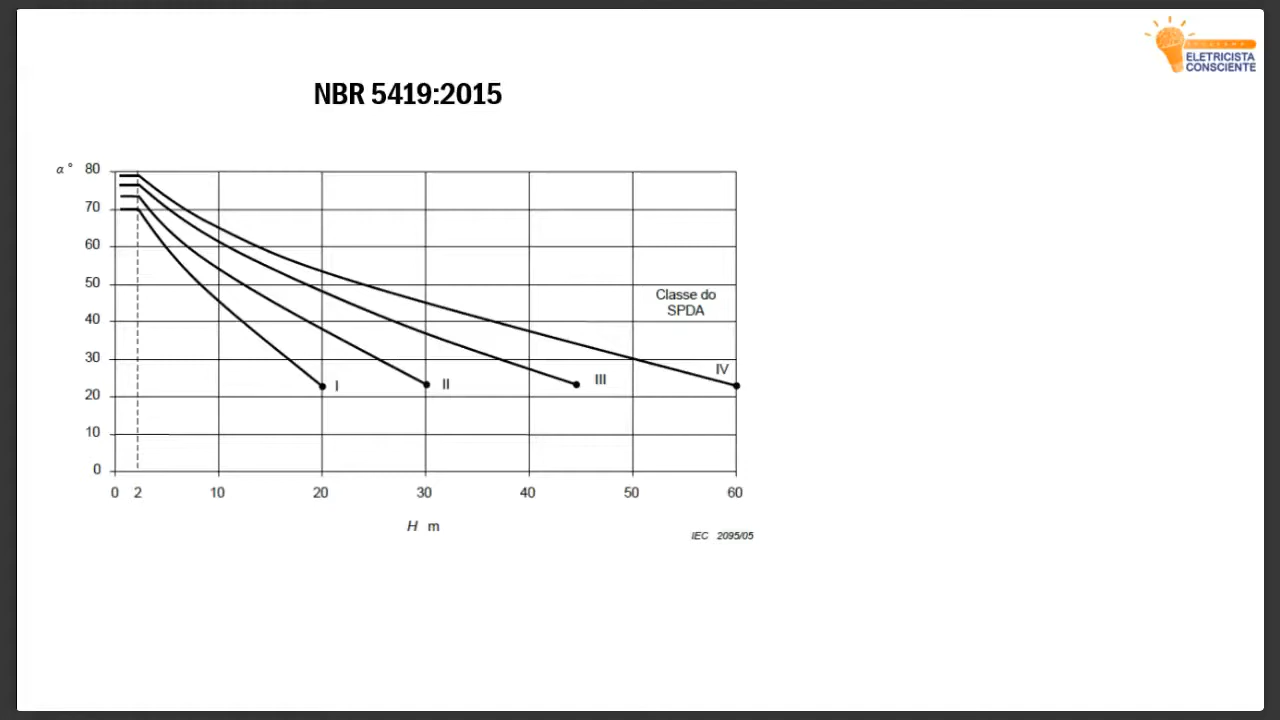 ELETRICISTA
CONSCIENTE
NBR 5419:2015
α °
80
70
60
50
40
30
20
10
0
Classe do
SPDA
I
II
III
IV
0 2 10 20 30 40 50 60
H m
IEC 2095/05